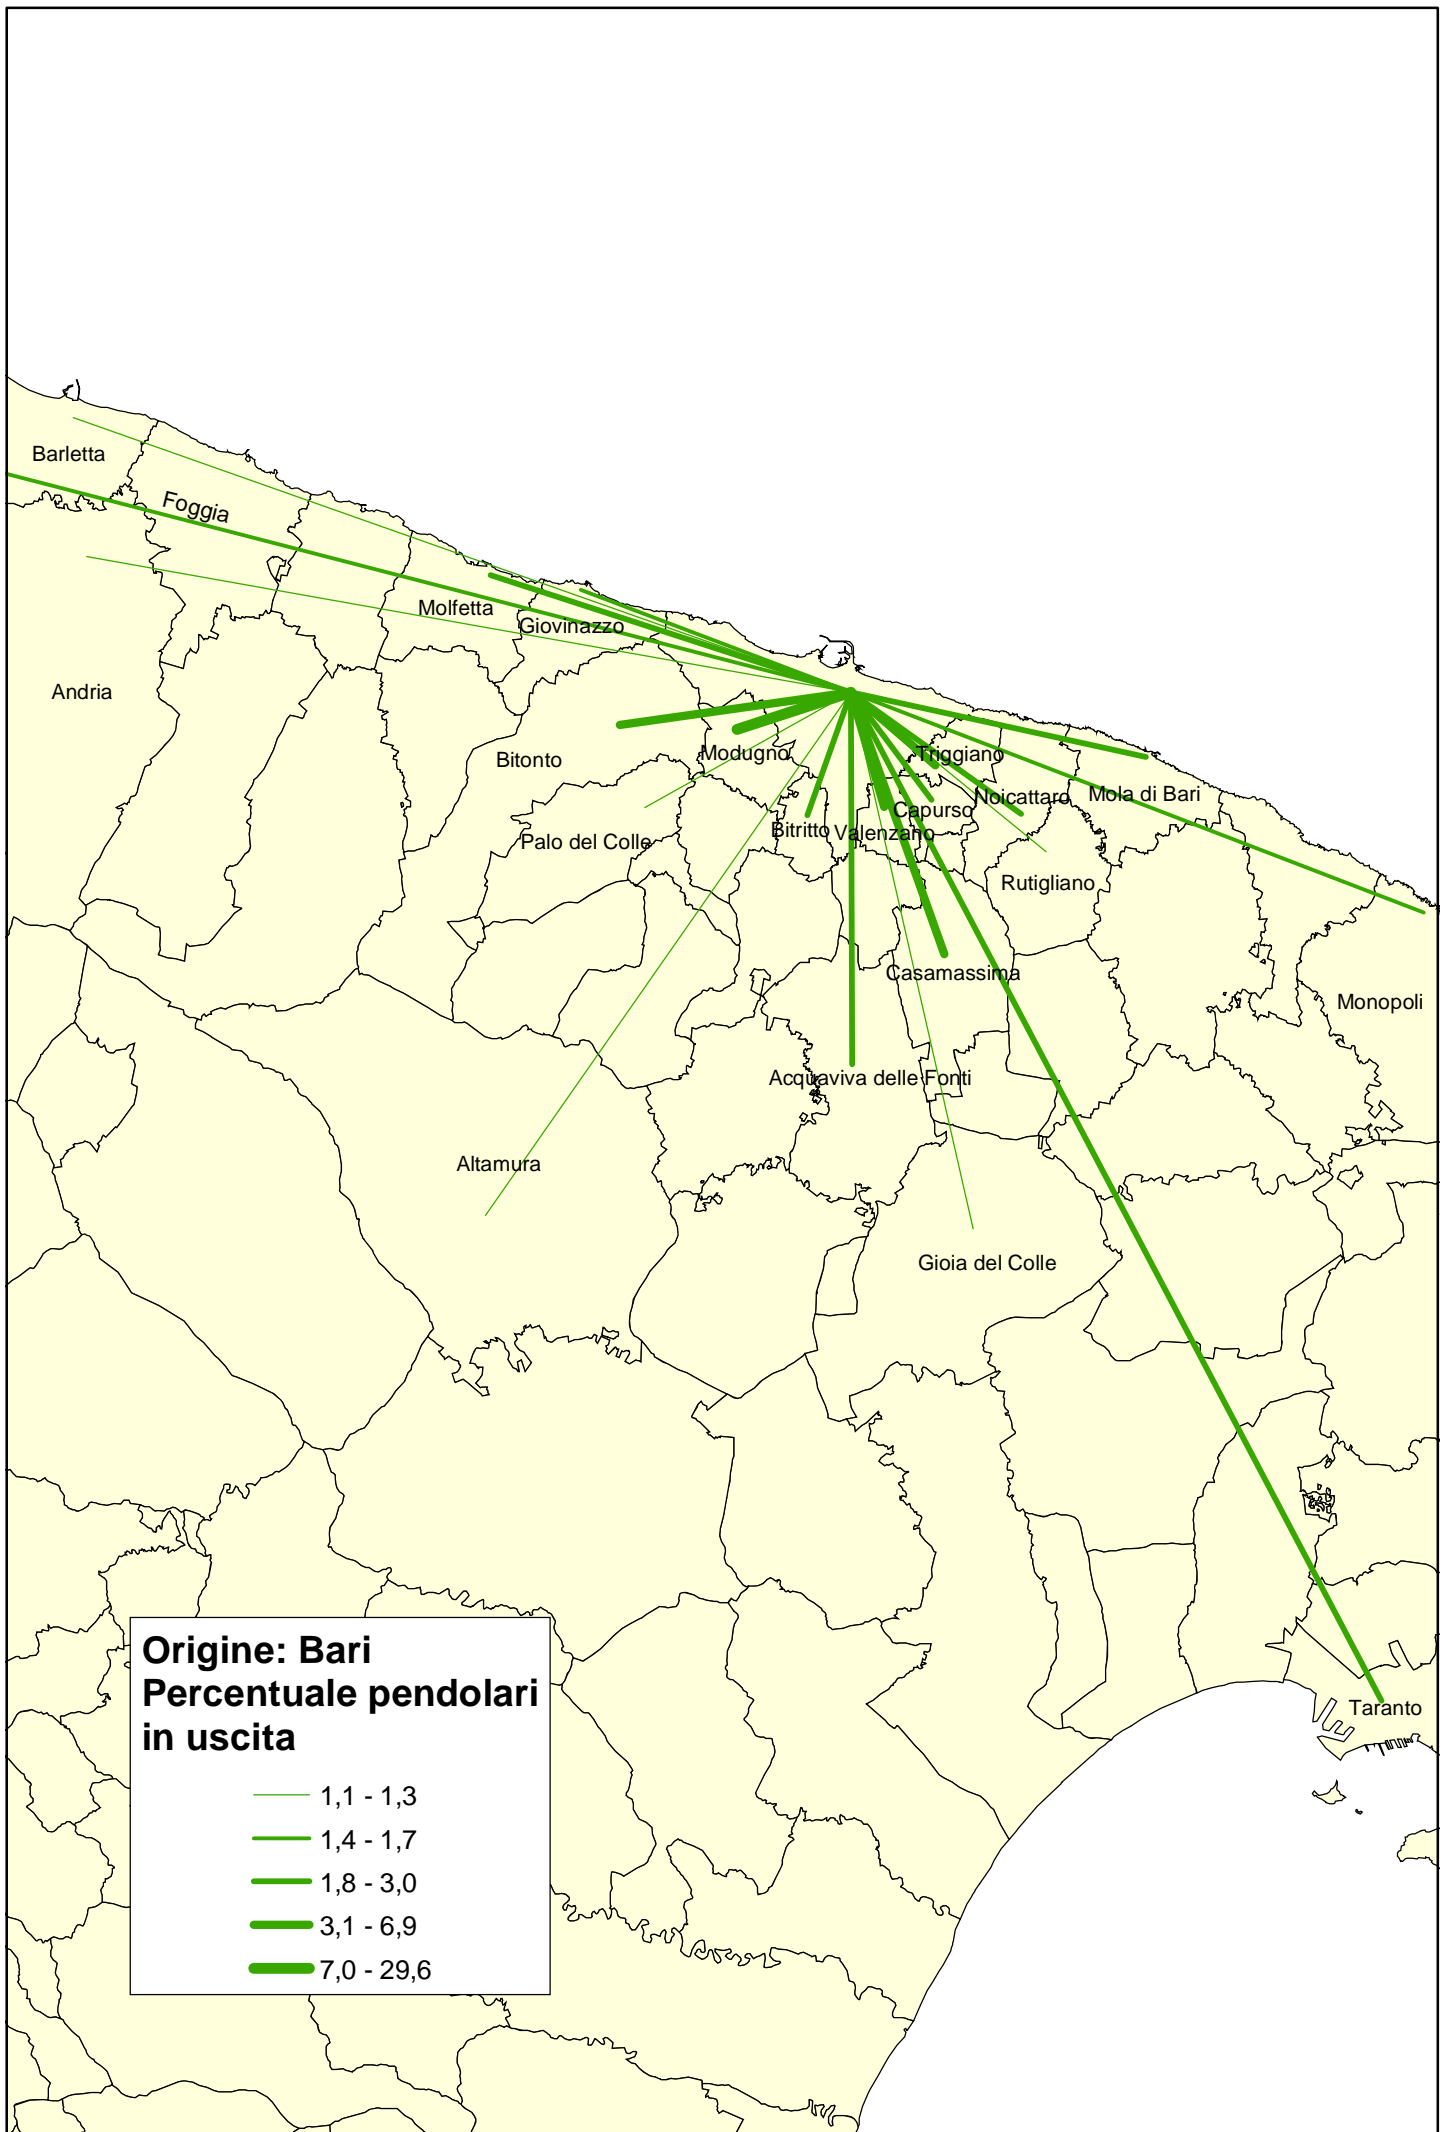 Barletta
Foggia
Molfetta
Giovinazzo
Andria
Bitonto
Modugno
Triggiano
Noicattaro
Mola di Bari
Capurso
Bitritto
Valenzano
Palo del Colle
Rutigliano
Casamassima
Monopoli
Acquaviva delle Fonti
Altamura
Gioia del Colle
Taranto
Origine: Bari
Percentuale pendolari
in uscita
1,1 - 1,3
1,4 - 1,7
1,8 - 3,0
3,1 - 6,9
7,0 - 29,6